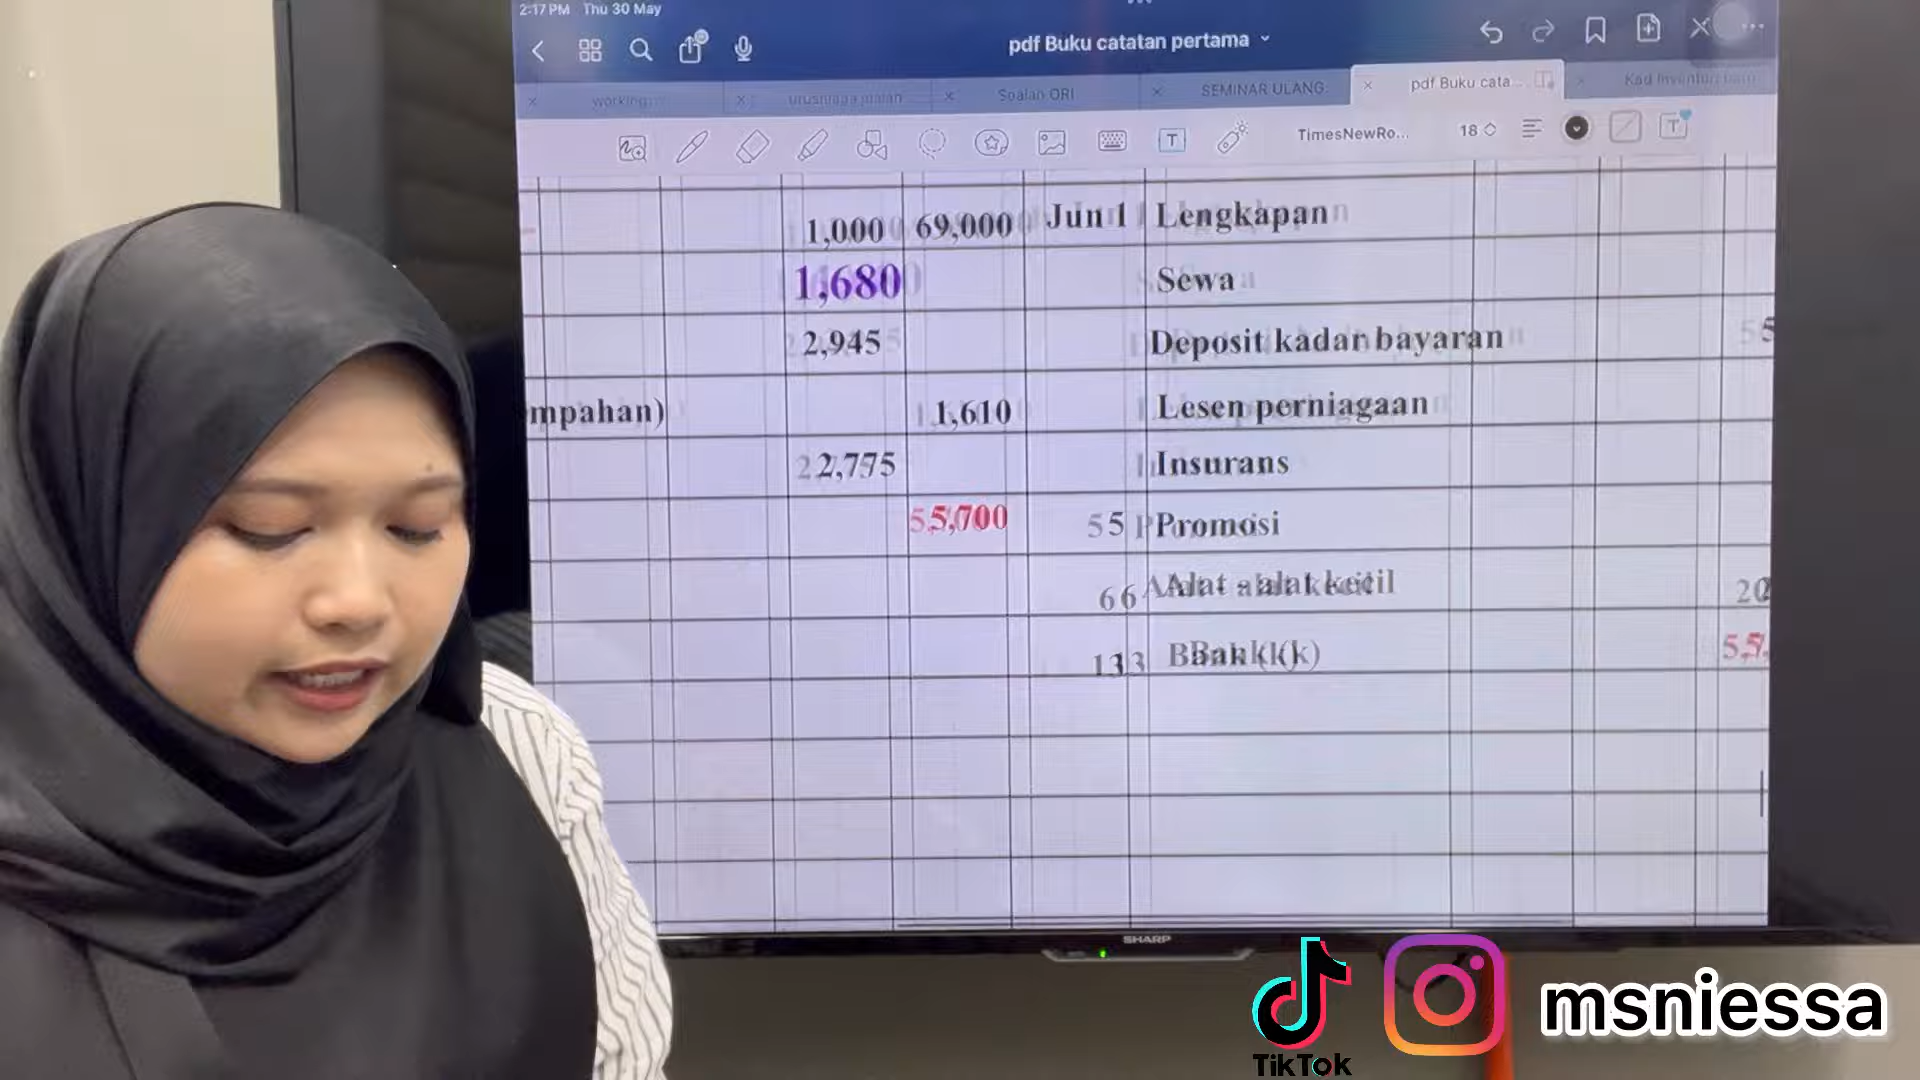 2:17 PM Thu 30 May
pdf Buku catatan pertama
urusniaga jualan Soalan ORI SEMINAR ULANG pdf Buku cata...
TimesNewRo... 18
1,000 69,000 Jun 1 Lengkapan
1,680 Sewa
2,945 Deposit kadar bayaran
mpahan) 1,610 Lesen perniagaan
2,775 Insurans
5,700 5 Promosi
6 Alat - alat kecil
13 Bank (k)
SHARP
TikTok
msniessa